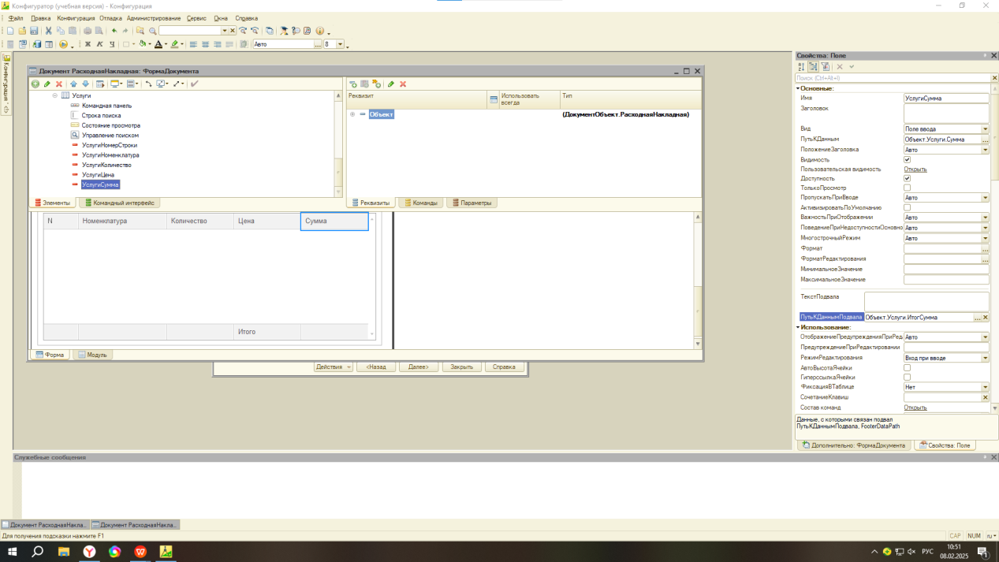 Конфигуратор (учебная версия) - Конфигурация
Файл Правка Конфигурация Отладка Администрирование Сервис Окна Справка
Ж К Ч Авто ... 8
Конфигурация *
Документ РасходнаяНакладная: ФормаДокумента
Услуги
Командная панель
Строка поиска
Состояние просмотра
Управление поиском
УслугиНомерСтроки
УслугиНоменклатура
УслугиКоличество
УслугиЦена
УслугиСумма
Элементы Командный интерфейс
Реквизит Использовать всегда Тип
Объект (ДокументОбъект.РасходнаяНакладная)
Реквизиты Команды Параметры
N Номенклатура Количество Цена Сумма
Итого
Форма Модуль
Действия <Назад Далее> Закрыть Справка
Свойства: Поле
Поиск (Ctrl+Alt+I)
Основные:
Имя УслугиСумма
Заголовок
Вид Поле ввода
ПутьКДанным Объект.Услуги.Сумма ...
ПоложениеЗаголовка Авто
Видимость
Пользовательская видимость Открыть
Доступность
ТолькоПросмотр
ПропускатьПриВводе Авто
АктивизироватьПоУмолчанию
ВажностьПриОтображении Авто
ПоведениеПриНедоступностиОсновно Авто
МногострочныйРежим Авто
Формат ...
ФорматРедактирования ...
МинимальноеЗначение
МаксимальноеЗначение
ТекстПодвала
ПутьКДаннымПодвала Объект.Услуги.ИтогСумма ...
Использование:
ОтображениеПредупрежденияПриРед Авто
ПредупреждениеПриРедактировании
РежимРедактирования Вход при вводе
АвтоВысотаЯчейки
ГиперссылкаЯчейки
ФиксацияВТаблице Нет
СочетаниеКлавиш
Состав команд Открыть
Данные, с которыми связан подвал
ПутьКДаннымПодвала, FooterDataPath
Дополнительно: ФормаДокумента Свойства: Поле
Служебные сообщения
Документ РасходнаяНакла... Документ РасходнаяНакла...
Для получения подсказки нажмите F1 CAP NUM ru
РУС 10:51
08.02.2025
1